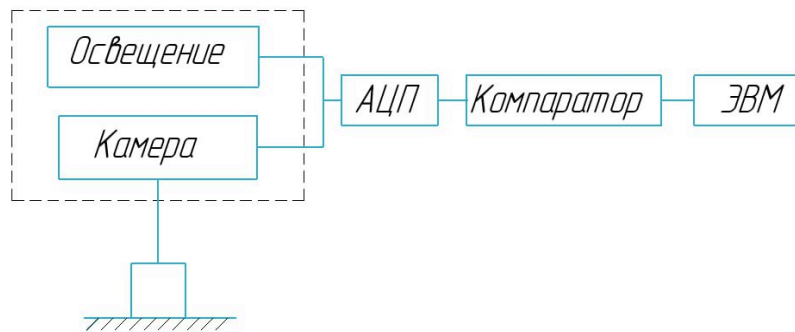 Освещение
Камера
АЦП
Компаратор
ЭВМ